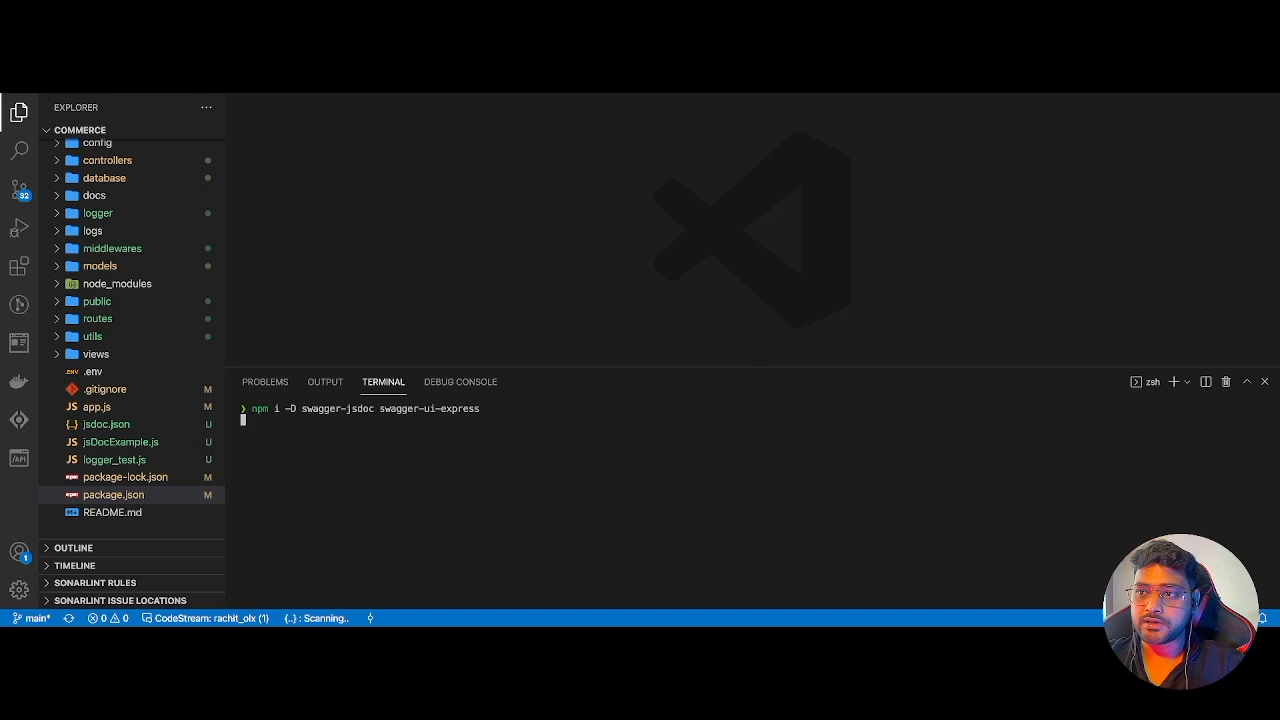 EXPLORER
COMMERCE
config
controllers
database
docs
logger
logs
middlewares
models
node_modules
public
routes
utils
views
.env
.gitignore M
app.js M
jsdoc.json U
jsDocExample.js U
logger_test.js U
package-lock.json M
package.json M
README.md
OUTLINE
TIMELINE
SONARLINT RULES
SONARLINT ISSUE LOCATIONS
32
1
/API
PROBLEMS OUTPUT TERMINAL DEBUG CONSOLE
zsh
❯ npm i -D swagger-jsdoc swagger-ui-express
main* 0 0 CodeStream: rachit_olx (1) {..} : Scanning..